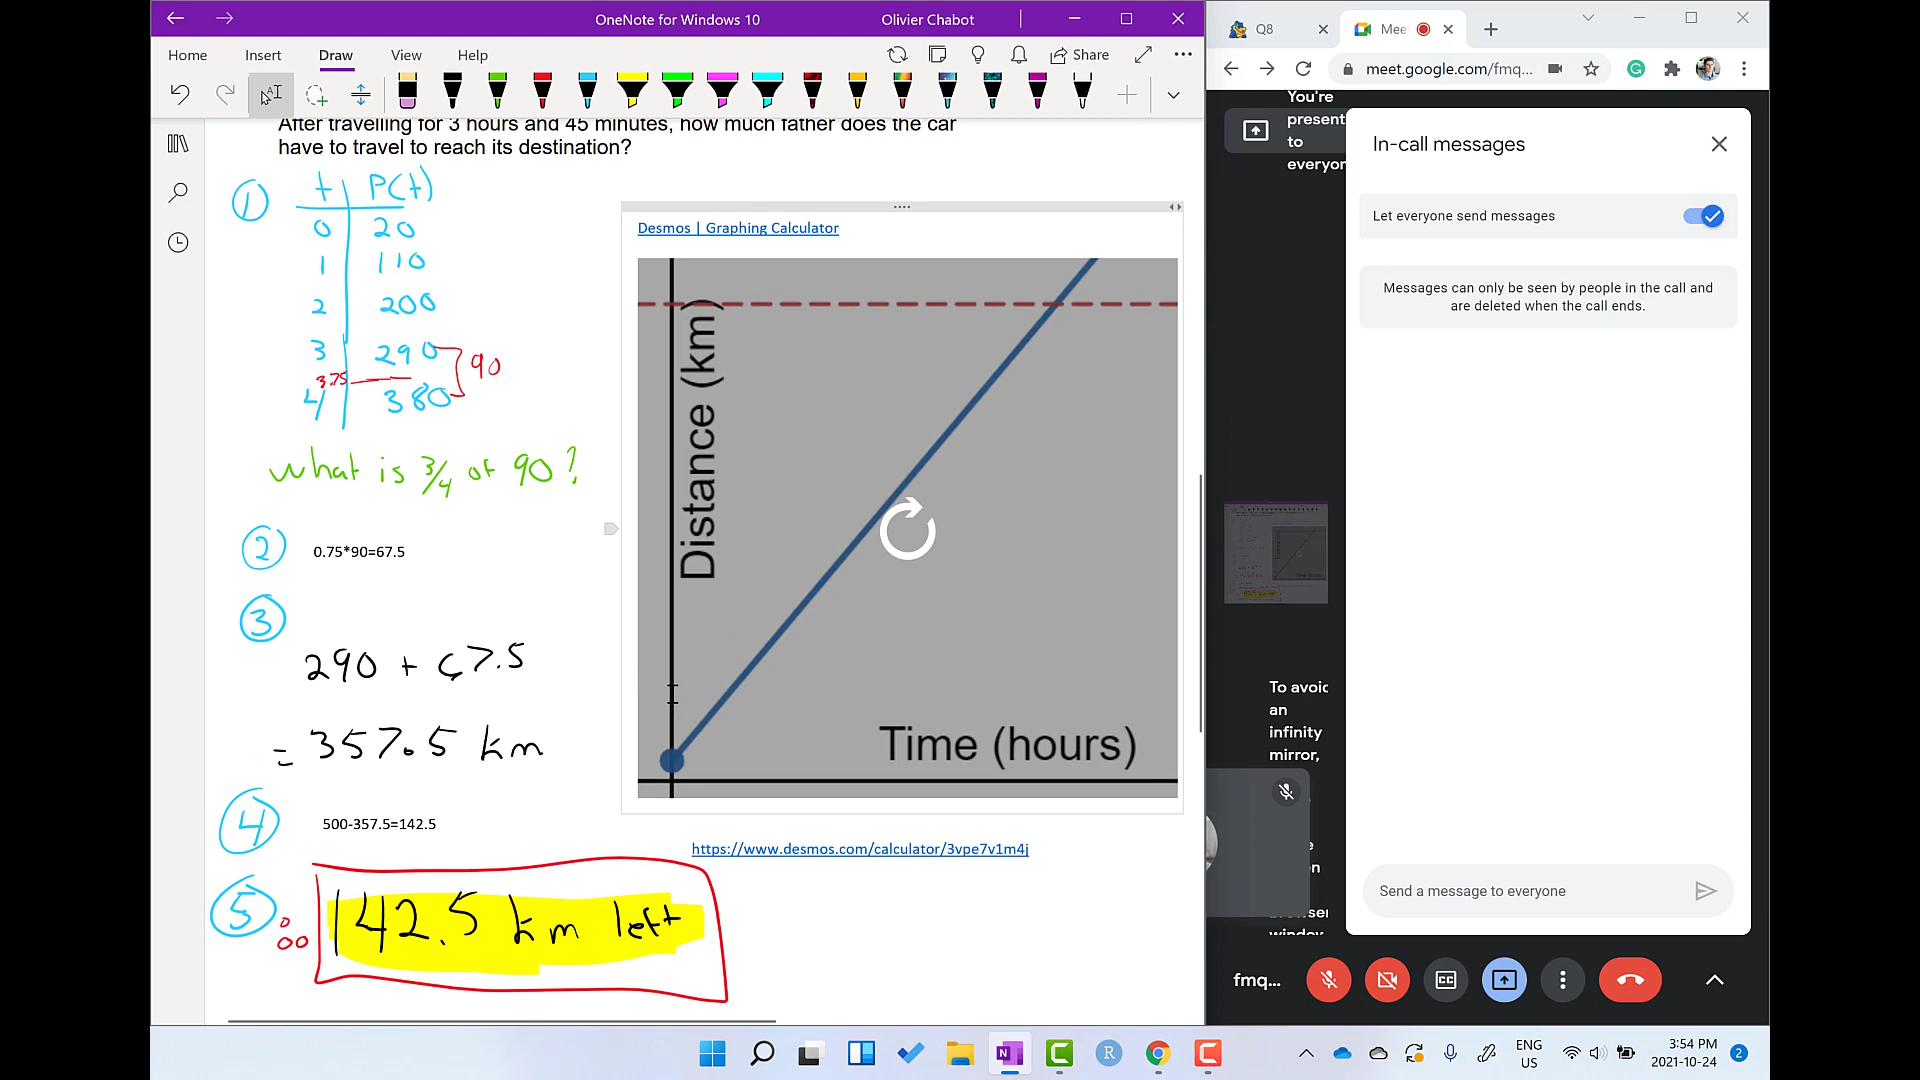 OneNote for Windows 10
Olivier Chabot
Home
Insert
Draw
View
Help
Share
After travelling for 3 hours and 45 minutes, how much father does the car
have to travel to reach its destination?
1
t P(t)
0 20
1 110
2 200
3 290
3.75
4 380
90
What is 3/4 of 90?
2
0.75*90=67.5
3
290 + 67.5
= 357.5 km
4
500-357.5=142.5
5
∴ 142.5 km left
Desmos | Graphing Calculator
Distance (km)
Time (hours)
https://www.desmos.com/calculator/3vpe7v1m4j
Q8
Mee
meet.google.com/fmq...
You're
present
to
everyon
In-call messages
Let everyone send messages
Messages can only be seen by people in the call and
are deleted when the call ends.
To avoid
an
infinity
mirror,
Send a message to everyone
window
fmq...
CC
ENG
US
3:54 PM
2021-10-24
2